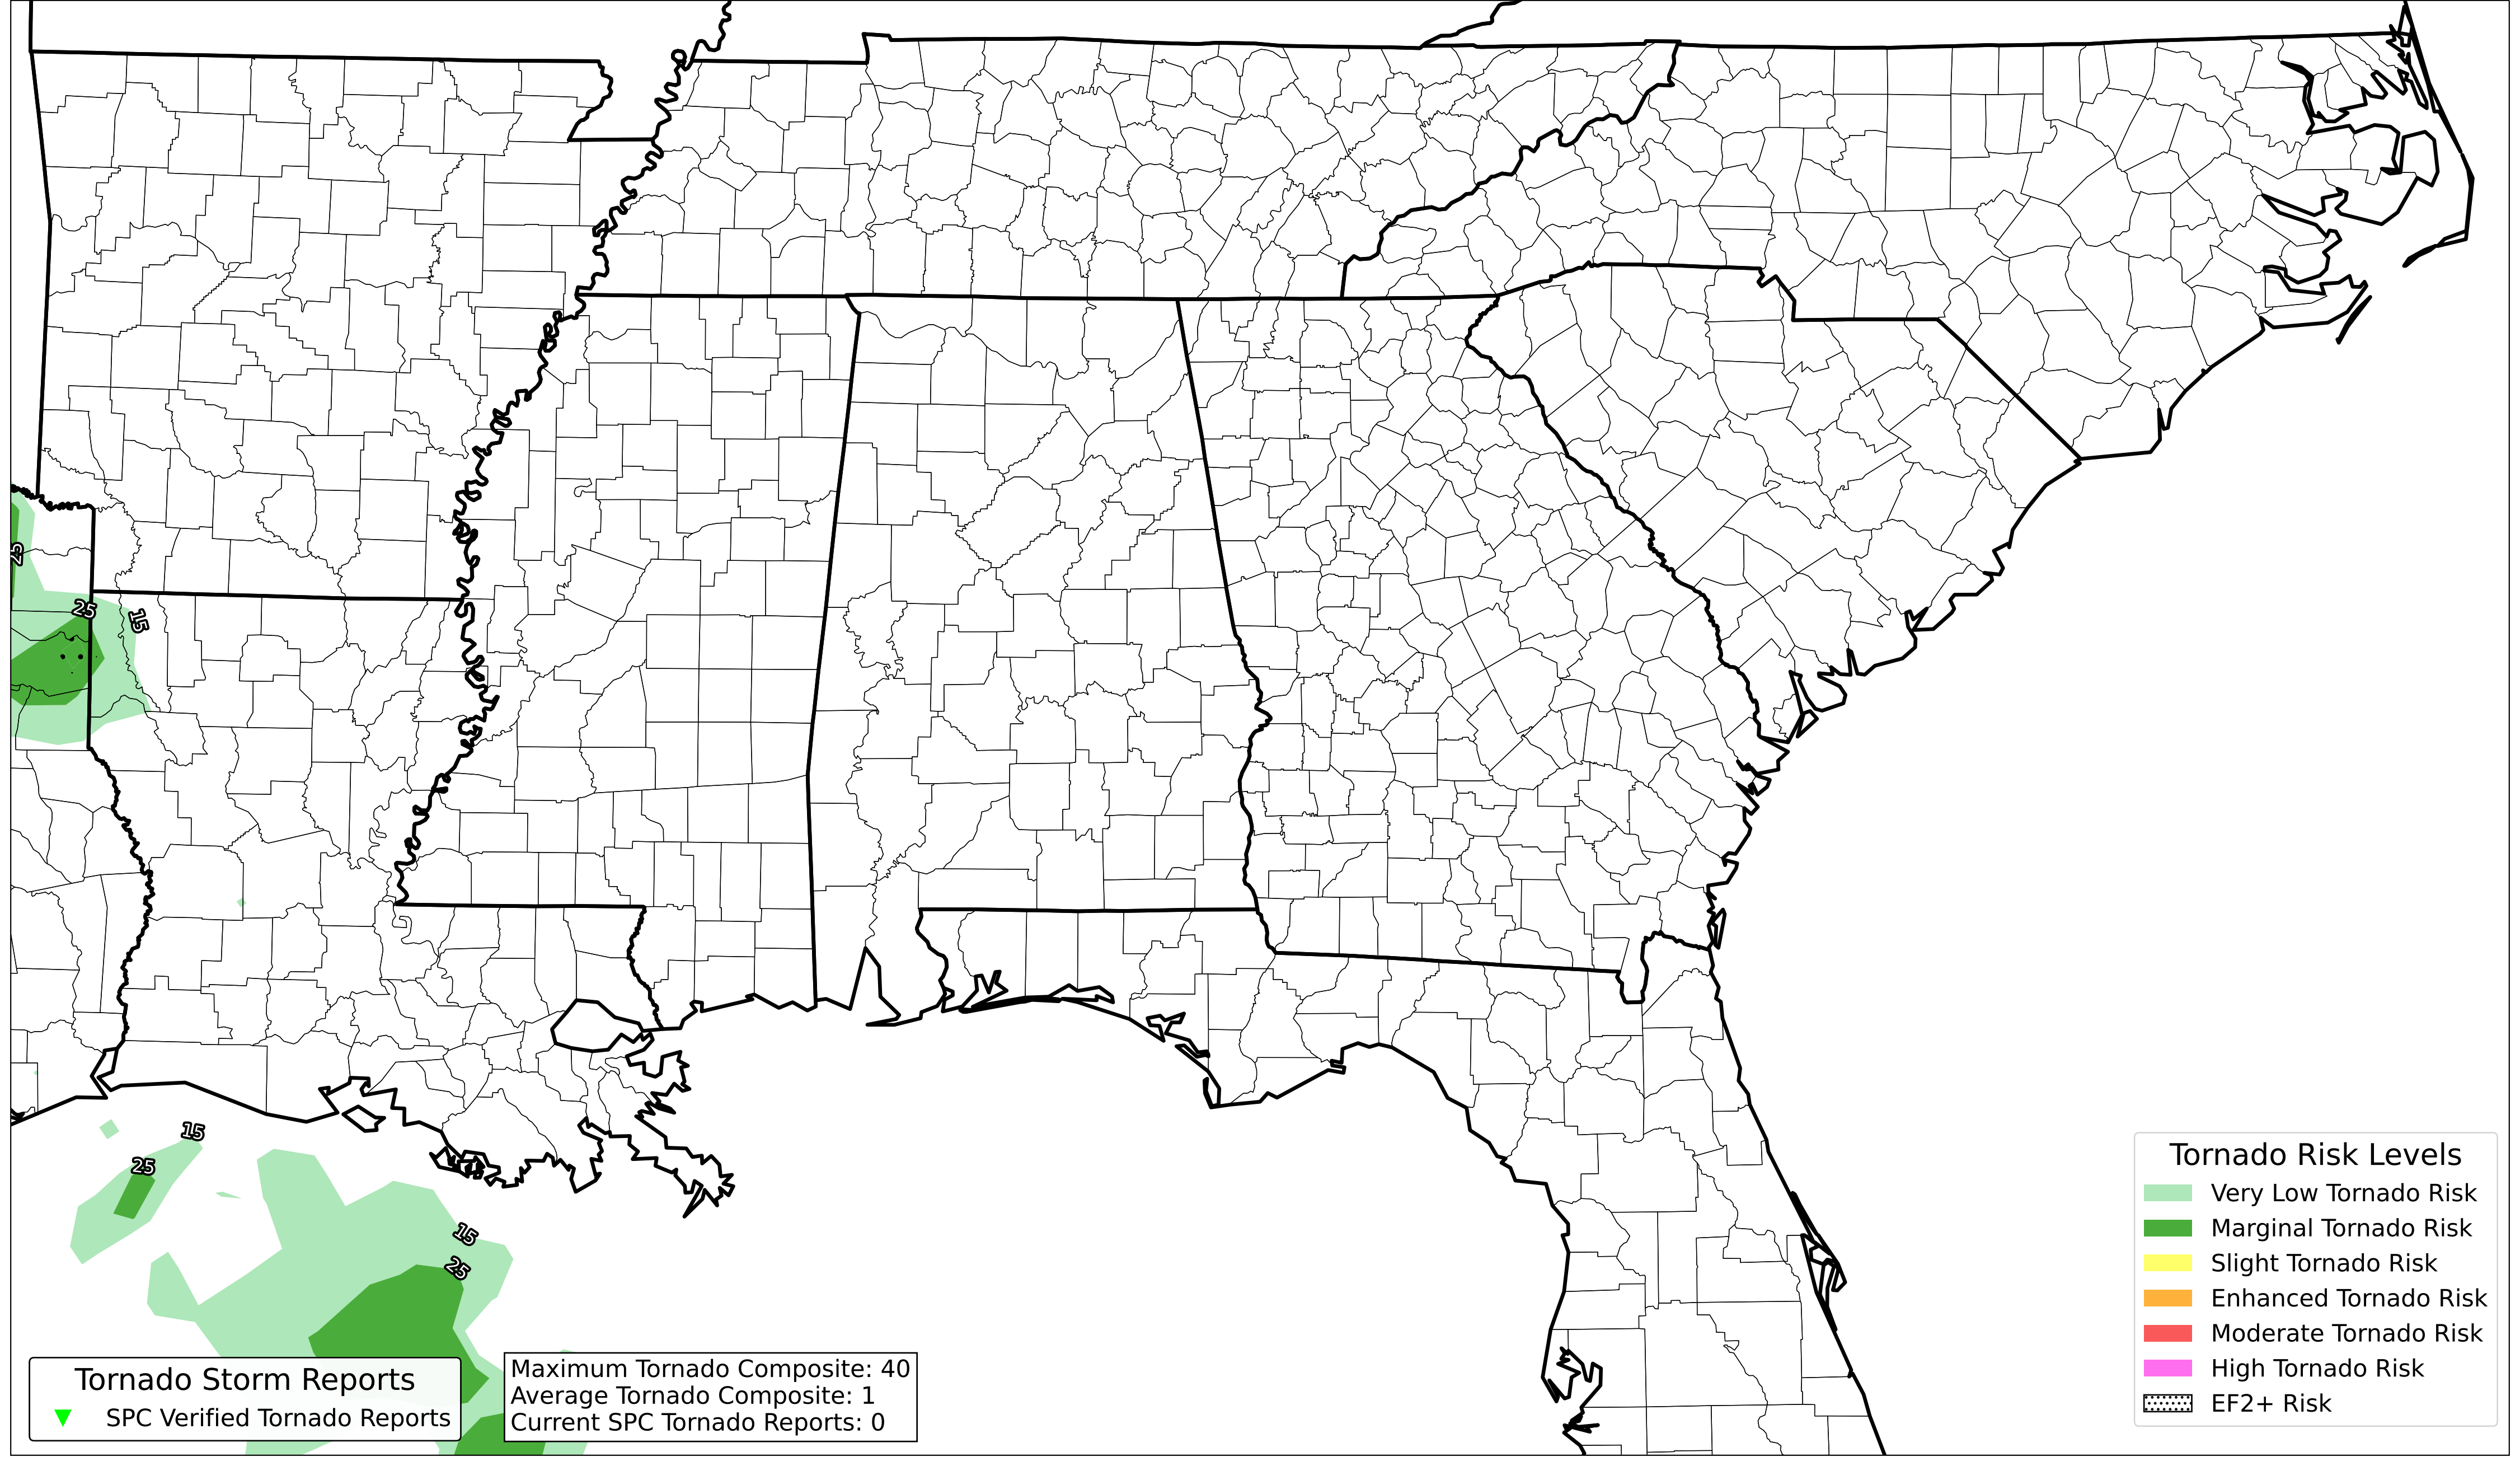 25
25
15
15
25
15
25
Tornado Storm Reports
SPC Verified Tornado Reports
Maximum Tornado Composite: 40
Average Tornado Composite: 1
Current SPC Tornado Reports: 0
Tornado Risk Levels
Very Low Tornado Risk
Marginal Tornado Risk
Slight Tornado Risk
Enhanced Tornado Risk
Moderate Tornado Risk
High Tornado Risk
EF2+ Risk